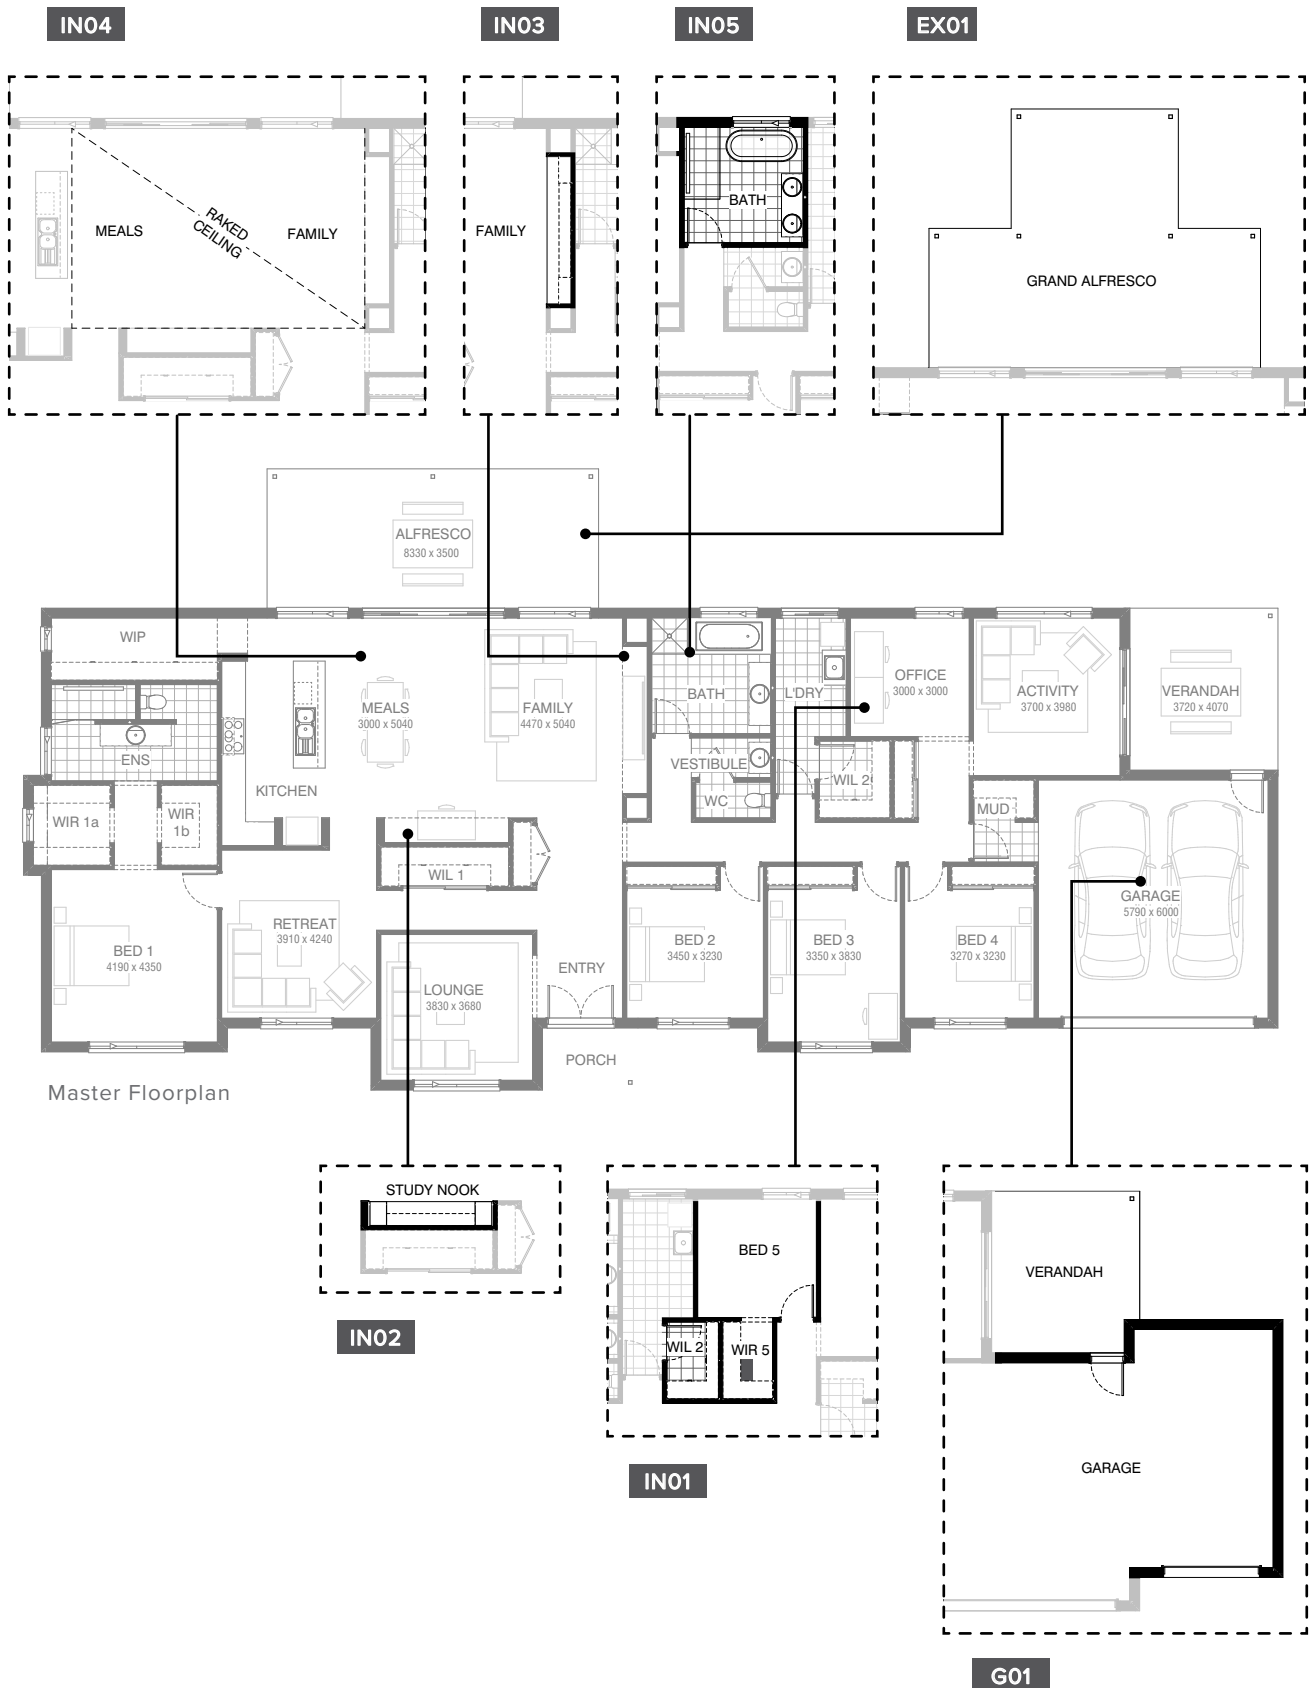 IN04
IN03
IN05
EX01
MEALS
RAKED
CEILING
FAMILY
FAMILY
BATH
GRAND ALFRESCO
ALFRESCO
8330 x 3500
WIP
ENS
KITCHEN
MEALS
3000 x 5040
FAMILY
4470 x 5040
BATH
L'DRY
OFFICE
3000 x 3000
ACTIVITY
3700 x 3980
VERANDAH
3720 x 4070
VESTIBULE
WC
WIL 2
WIR 1a
WIR
1b
MUD
WIL 1
GARAGE
5790 x 6000
BED 1
4190 x 4350
RETREAT
3910 x 4240
LOUNGE
3830 x 3680
ENTRY
BED 2
3450 x 3230
BED 3
3350 x 3830
BED 4
3270 x 3230
PORCH
Master Floorplan
STUDY NOOK
IN02
BED 5
WIL 2
WIR 5
IN01
VERANDAH
GARAGE
G01